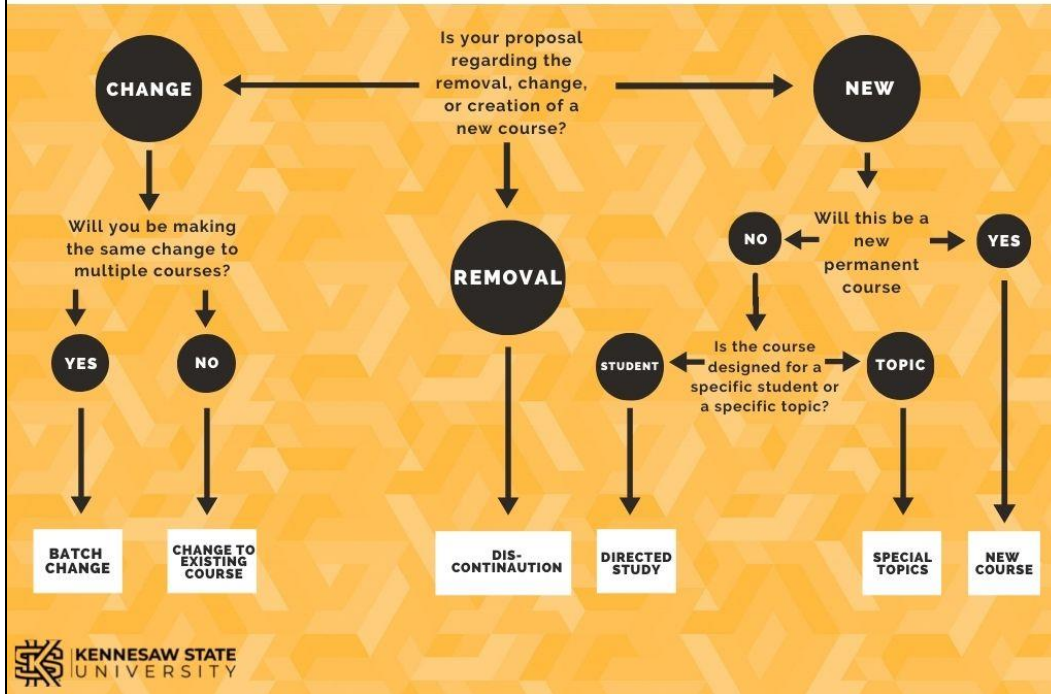 Is your proposal
regarding the
removal, change,
or creation of a
new course?
CHANGE
NEW
Will you be making
the same change to
multiple courses?
YES
NO
REMOVAL
Will this be a
new
permanent
course
NO
YES
Is the course
designed for a
specific student or
a specific topic?
STUDENT
TOPIC
BATCH
CHANGE
CHANGE TO
EXISTING
COURSE
DIS-
CONTINAUTION
DIRECTED
STUDY
SPECIAL
TOPICS
NEW
COURSE
KENNESAW STATE
UNIVERSITY